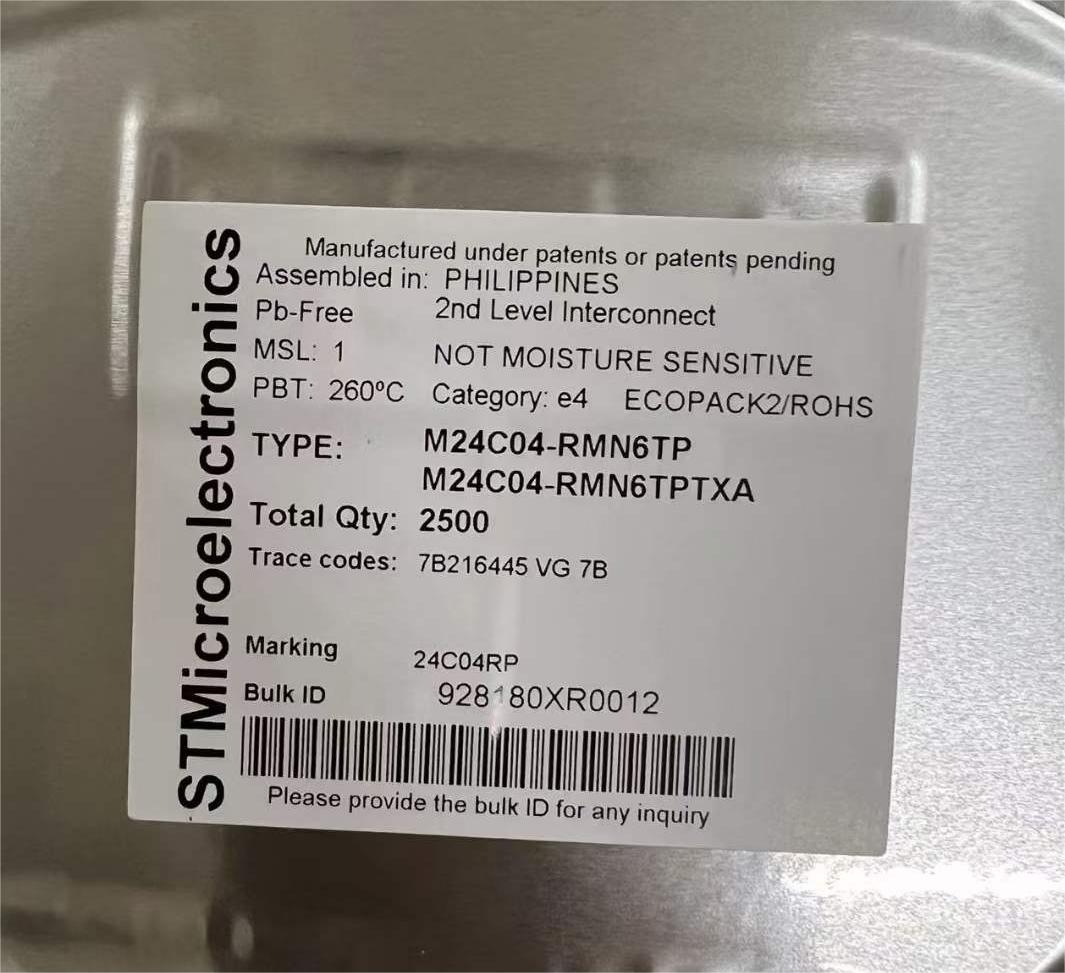 STMicroelectronics
Manufactured under patents or patents pending
Assembled in: PHILIPPINES
Pb-Free 2nd Level Interconnect
MSL: 1 NOT MOISTURE SENSITIVE
PBT: 260ºC Category: e4 ECOPACK2/ROHS
TYPE: M24C04-RMN6TP
M24C04-RMN6TPTXA
Total Qty: 2500
Trace codes: 7B216445 VG 7B
Marking 24C04RP
Bulk ID 928180XR0012
Please provide the bulk ID for any inquiry